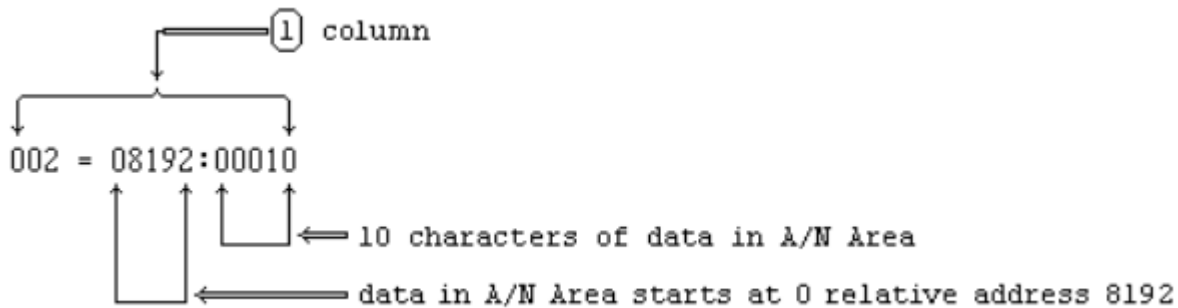 1 column
002 = 08192:00010
10 characters of data in A/N Area
data in A/N Area starts at 0 relative address 8192